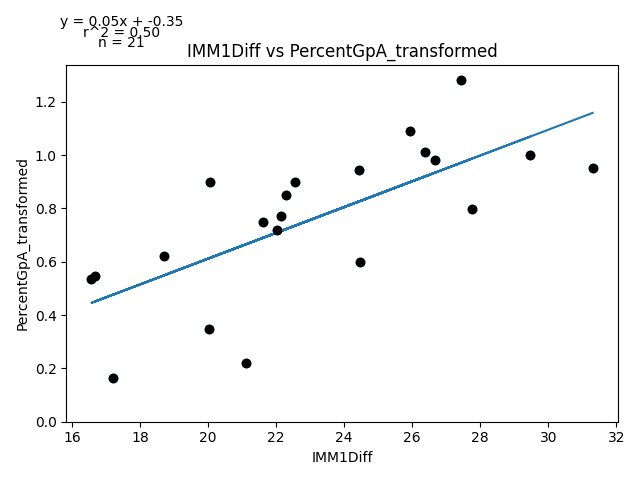 y = 0.05x + -0.35
r^2 = 0.50
n = 21
IMM1Diff vs PercentGpA_transformed
PercentGpA_transformed
1.2
1.0
0.8
0.6
0.4
0.2
0.0
16 18 20 22 24 26 28 30 32
IMM1Diff